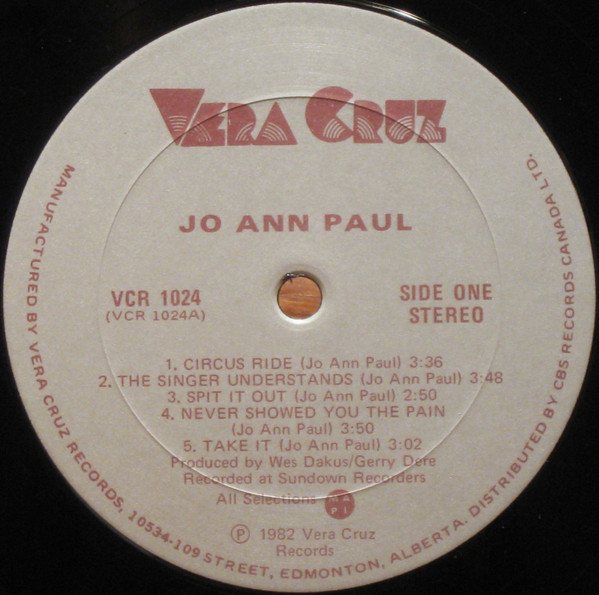 VERA CRUZ
JO ANN PAUL
VCR 1024
(VCR 1024A)
SIDE ONE
STEREO
1. CIRCUS RIDE (Jo Ann Paul) 3:36
2. THE SINGER UNDERSTANDS (Jo Ann Paul) 3:48
3. SPIT IT OUT (Jo Ann Paul) 2:50
4. NEVER SHOWED YOU THE PAIN
(Jo Ann Paul) 3:50
5. TAKE IT (Jo Ann Paul) 3:02
Produced by Wes Dakus/Gerry Dere
Recorded at Sundown Recorders
All Selections MAPL
Ⓟ 1982 Vera Cruz
Records
MANUFACTURED BY VERA CRUZ RECORDS, 10534-109 STREET, EDMONTON, ALBERTA. DISTRIBUTED BY CBS RECORDS CANADA LTD.